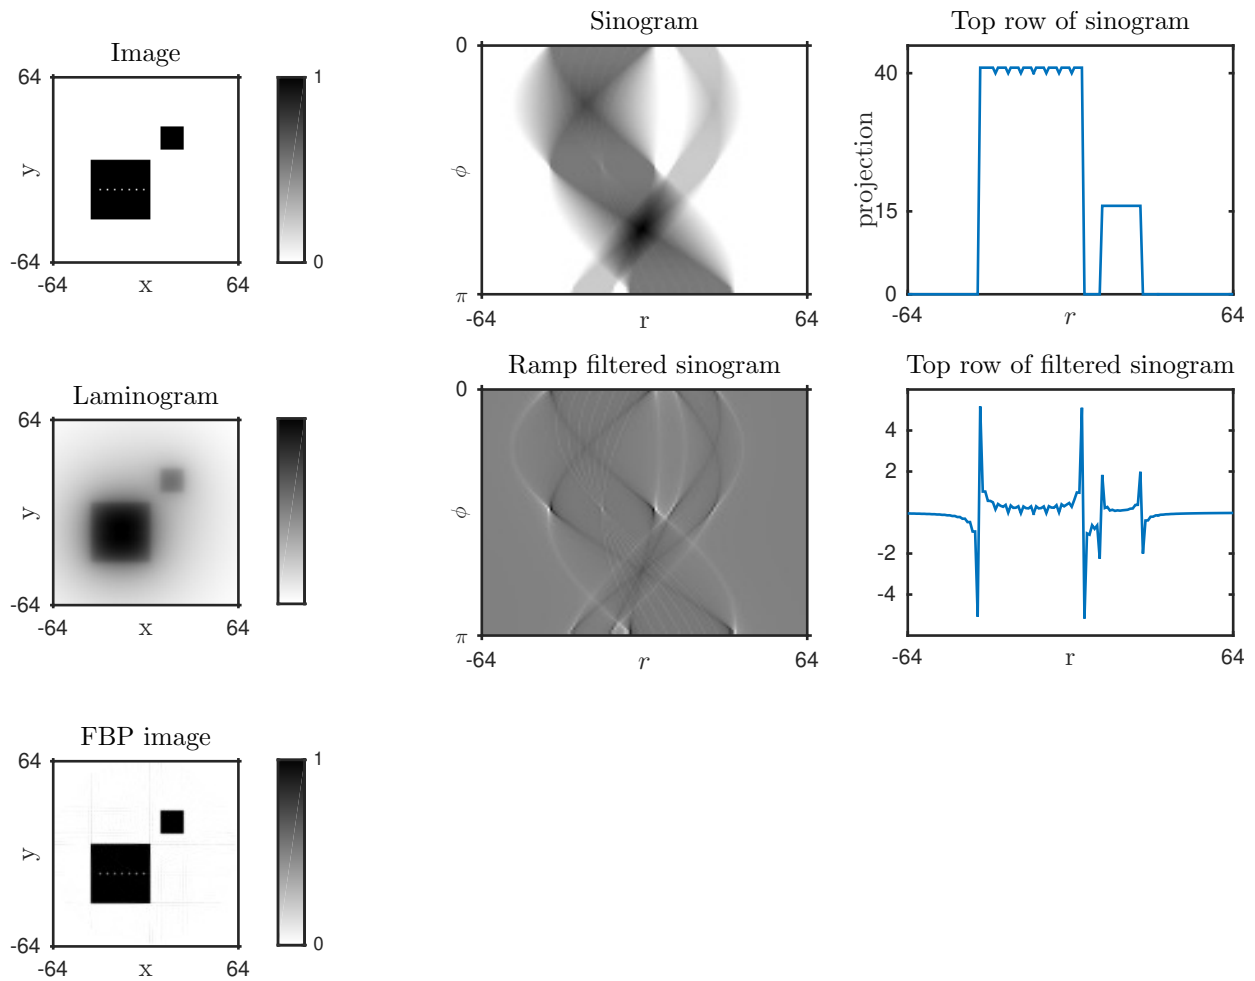 Image
64
y
-64
-64
x
64
1
0
Sinogram
0
ϕ
π
-64
r
64
Top row of sinogram
40
projection
15
0
-64
r
64
Laminogram
64
y
-64
-64
x
64
Ramp filtered sinogram
0
ϕ
π
-64
r
64
Top row of filtered sinogram
4
2
-2
-4
-64
r
64
FBP image
64
y
-64
-64
x
64
1
0